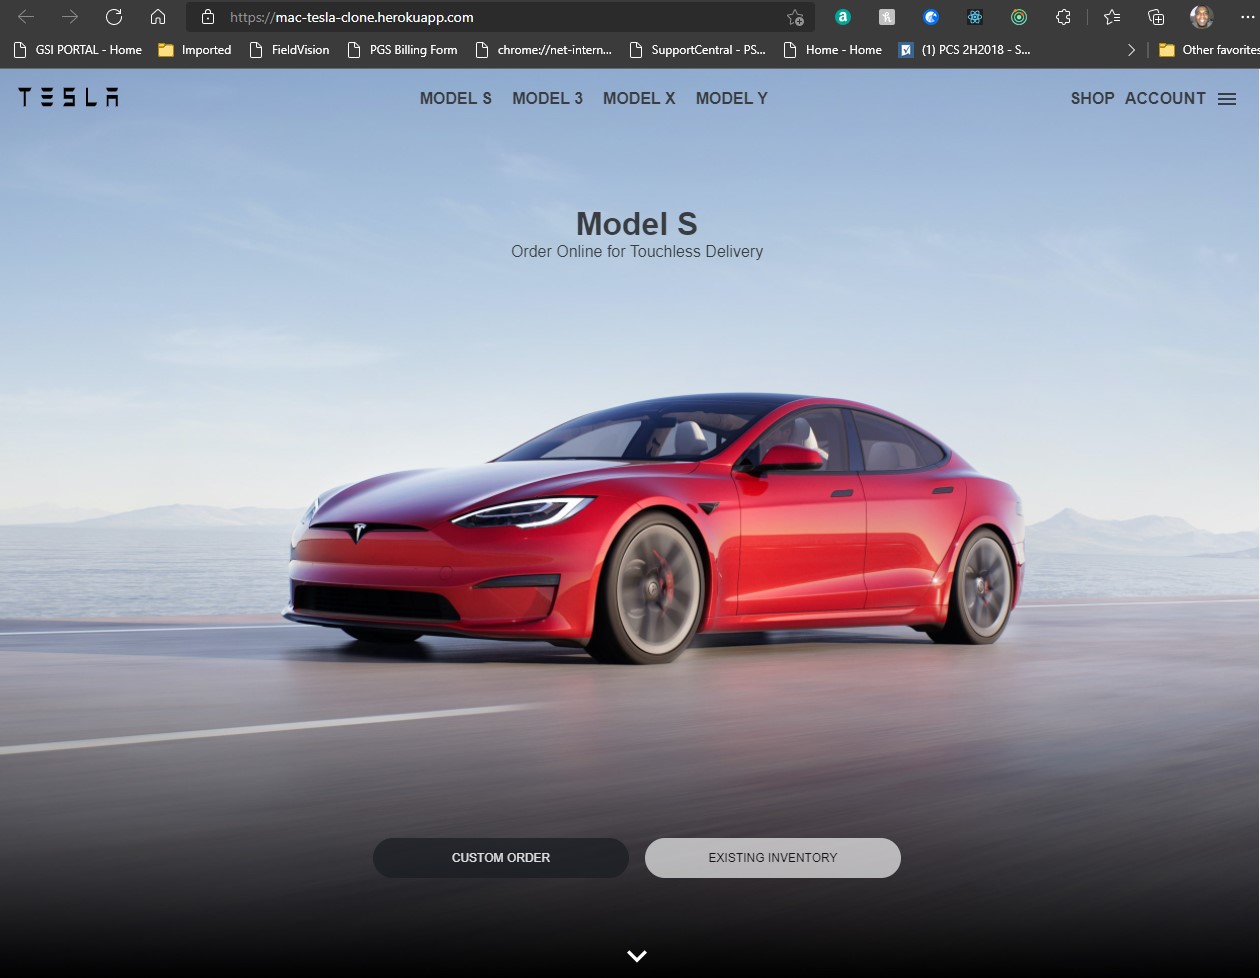 https://mac-tesla-clone.herokuapp.com
GSI PORTAL - Home Imported FieldVision PGS Billing Form chrome://net-intern... SupportCentral - PS... Home - Home (1) PCS 2H2018 - S... Other favorites
TESLA MODEL S MODEL 3 MODEL X MODEL Y SHOP ACCOUNT
Model S
Order Online for Touchless Delivery
CUSTOM ORDER EXISTING INVENTORY